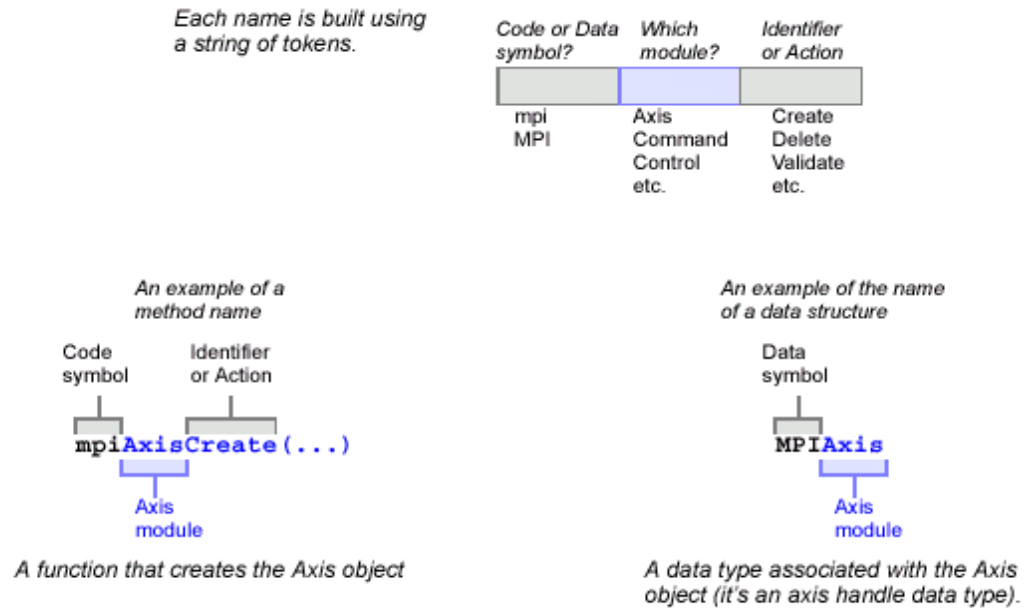 Each name is built using
a string of tokens.
Code or Data
symbol?
Which
module?
Identifier
or Action
mpi
MPI
Axis
Command
Control
etc.
Create
Delete
Validate
etc.
An example of a
method name
Code
symbol
Identifier
or Action
mpiAxisCreate(...)
Axis
module
A function that creates the Axis object
An example of the name
of a data structure
Data
symbol
MPIAxis
Axis
module
A data type associated with the Axis
object (it's an axis handle data type).